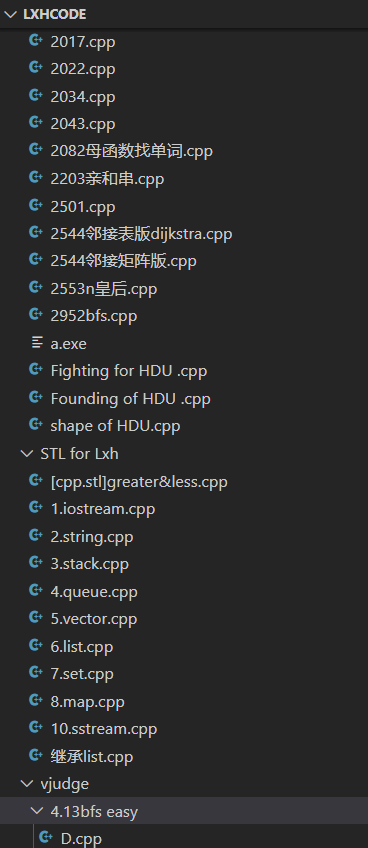 LXHCODE
2017.cpp
2022.cpp
2034.cpp
2043.cpp
2082母函数找单词.cpp
2203亲和串.cpp
2501.cpp
2544邻接表版dijkstra.cpp
2544邻接矩阵版.cpp
2553n皇后.cpp
2952bfs.cpp
a.exe
Fighting for HDU .cpp
Founding of HDU .cpp
shape of HDU.cpp
STL for Lxh
[cpp.stl]greater&less.cpp
1.iostream.cpp
2.string.cpp
3.stack.cpp
4.queue.cpp
5.vector.cpp
6.list.cpp
7.set.cpp
8.map.cpp
10.sstream.cpp
继承list.cpp
vjudge
4.13bfs easy
D.cpp